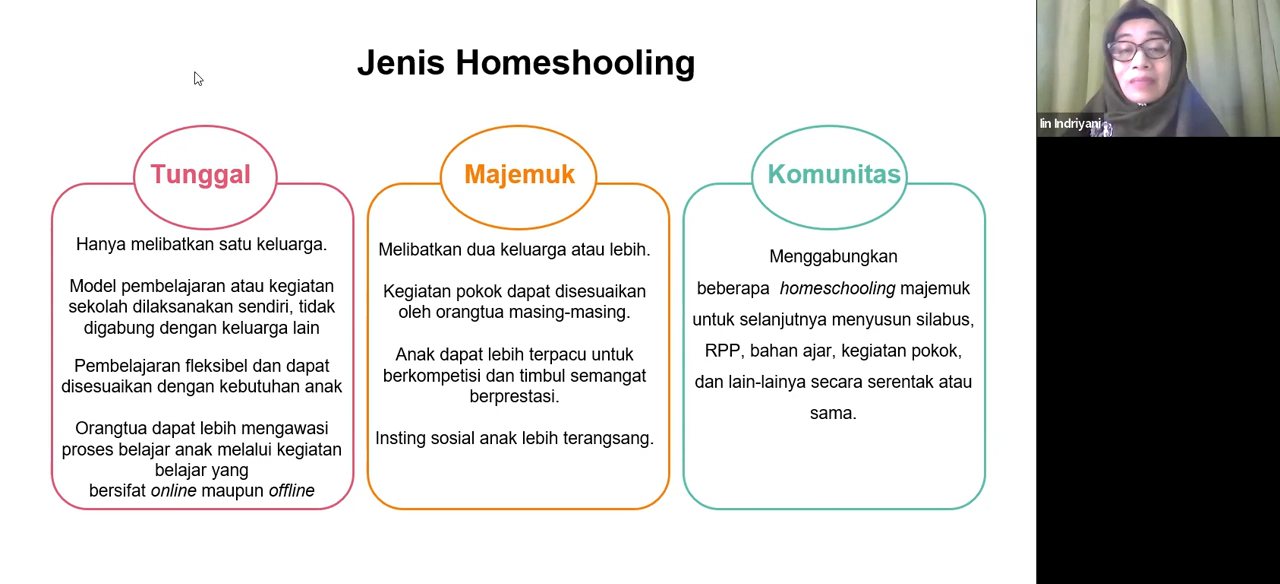 Jenis Homeshooling
Tunggal
Hanya melibatkan satu keluarga.
Model pembelajaran atau kegiatan
sekolah dilaksanakan sendiri, tidak
digabung dengan keluarga lain
Pembelajaran fleksibel dan dapat
disesuaikan dengan kebutuhan anak
Orangtua dapat lebih mengawasi
proses belajar anak melalui kegiatan
belajar yang
bersifat online maupun offline
Majemuk
Melibatkan dua keluarga atau lebih.
Kegiatan pokok dapat disesuaikan
oleh orangtua masing-masing.
Anak dapat lebih terpacu untuk
berkompetisi dan timbul semangat
berprestasi.
Insting sosial anak lebih terangsang.
Komunitas
Menggabungkan
beberapa homeschooling majemuk
untuk selanjutnya menyusun silabus,
RPP, bahan ajar, kegiatan pokok,
dan lain-lainya secara serentak atau
sama.
Iin Indriyani